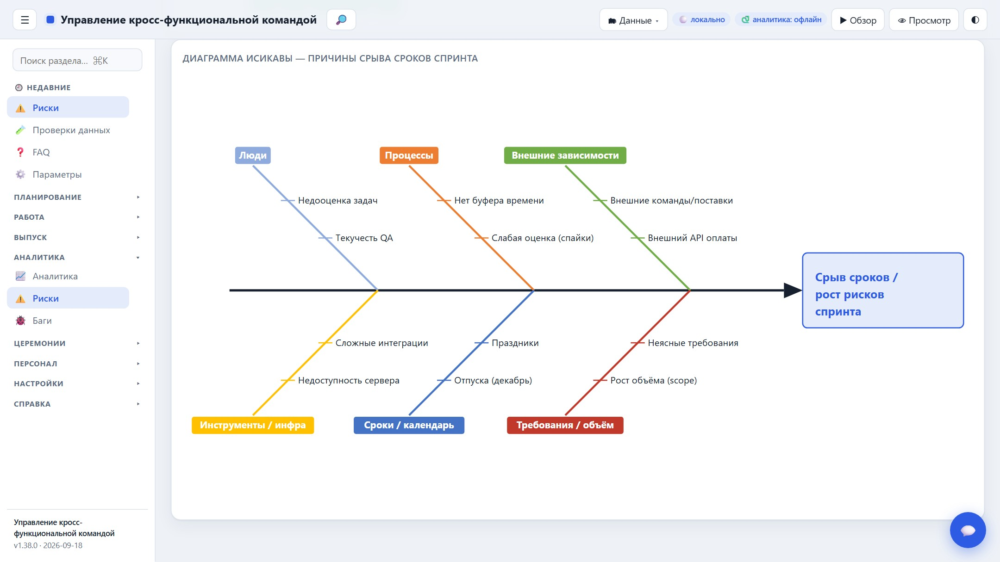 ☰
Управление кросс-функциональной командой
Данные
локально
аналитика: офлайн
▶ Обзор
Просмотр
Поиск раздела... ⌘K
НЕДАВНИЕ
Риски
Проверки данных
FAQ
Параметры
ПЛАНИРОВАНИЕ
РАБОТА
ВЫПУСК
АНАЛИТИКА
Аналитика
Риски
Баги
ЦЕРЕМОНИИ
ПЕРСОНАЛ
НАСТРОЙКИ
СПРАВКА
Управление кросс-
функциональной командой
v1.38.0 · 2026-09-18
ДИАГРАММА ИСИКАВЫ — ПРИЧИНЫ СРЫВА СРОКОВ СПРИНТА
Люди
Процессы
Внешние зависимости
Недооценка задач
Нет буфера времени
Внешние команды/поставки
Текучесть QA
Слабая оценка (спайки)
Внешний API оплаты
Срыв сроков /
рост рисков
спринта
Сложные интеграции
Праздники
Неясные требования
Недоступность сервера
Отпуска (декабрь)
Рост объёма (scope)
Инструменты / инфра
Сроки / календарь
Требования / объём